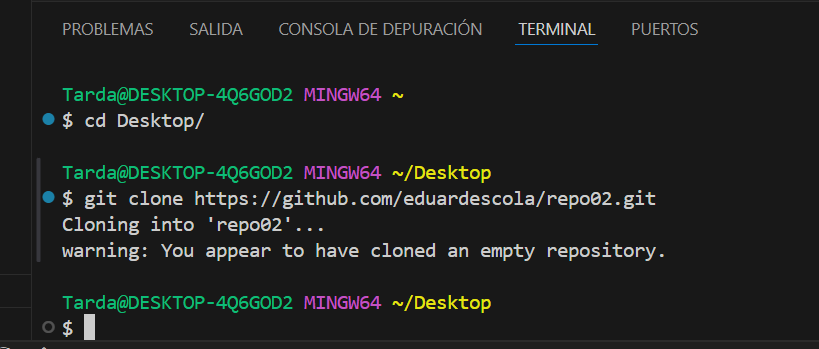 PROBLEMAS SALIDA CONSOLA DE DEPURACIÓN TERMINAL PUERTOS
Tarda@DESKTOP-4Q6GOD2 MINGW64 ~
$ cd Desktop/
Tarda@DESKTOP-4Q6GOD2 MINGW64 ~/Desktop
$ git clone https://github.com/eduardescola/repo02.git
Cloning into 'repo02'...
warning: You appear to have cloned an empty repository.
Tarda@DESKTOP-4Q6GOD2 MINGW64 ~/Desktop
$